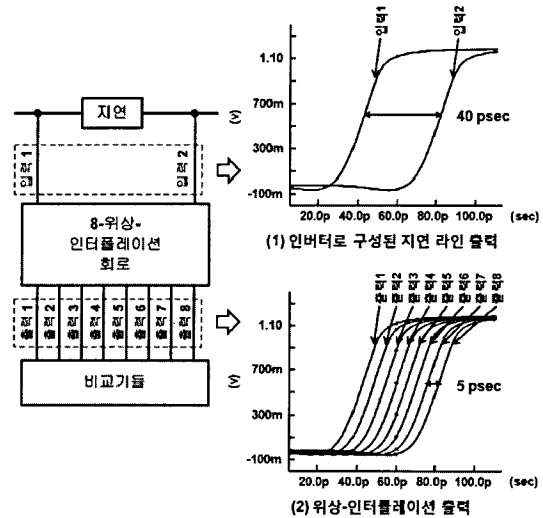 지연
입력 1
입력 2
8-위상-
인터폴레이션
회로
출력 1
출력 2
출력 3
출력 4
출력 5
출력 6
출력 7
출력 8
비교기들
입력1
입력2
1.10
700m
300m
-100m
(v)
40 psec
20.0p 40.0p 60.0p 80.0p 100.0p (sec)
(1) 인버터로 구성된 지연 라인 출력
출력1
출력2
출력3
출력4
출력5
출력6
출력7
출력8
1.10
700m
300m
-100m
(v)
5 psec
20.0p 40.0p 60.0p 80.0p 100.0p (sec)
(2) 위상-인터폴레이션 출력